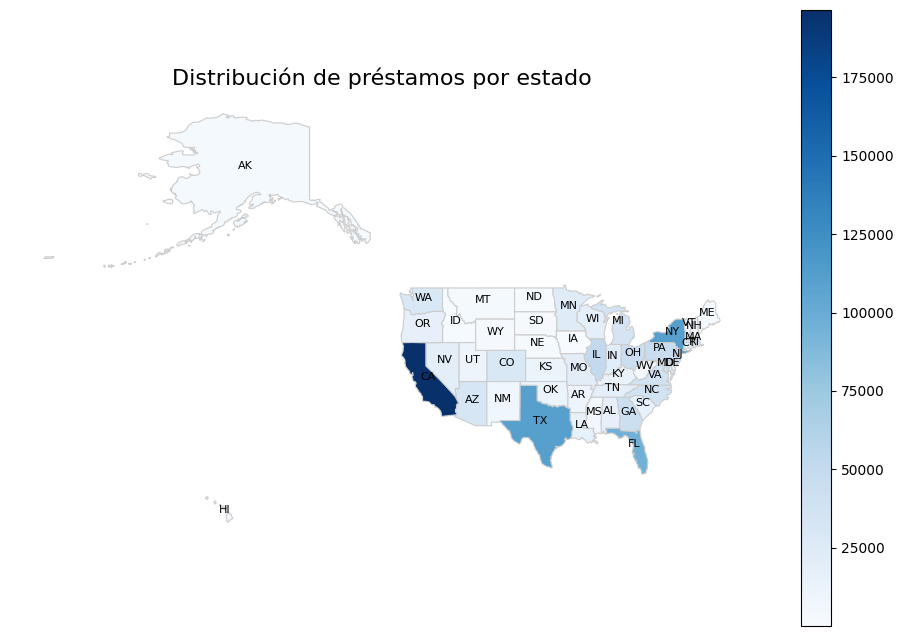 Distribución de préstamos por estado
AK
HI
WA
MT
ND
MN
OR
ID
WY
SD
WI
MI
ME
VT
NH
NY
MA
CT
RI
NV
UT
CO
NE
IA
IL
IN
OH
PA
NJ
CA
KS
MO
KY
WV
MD
DE
VA
AZ
NM
OK
AR
TN
NC
TX
LA
MS
AL
GA
SC
FL
175000
150000
125000
100000
75000
50000
25000